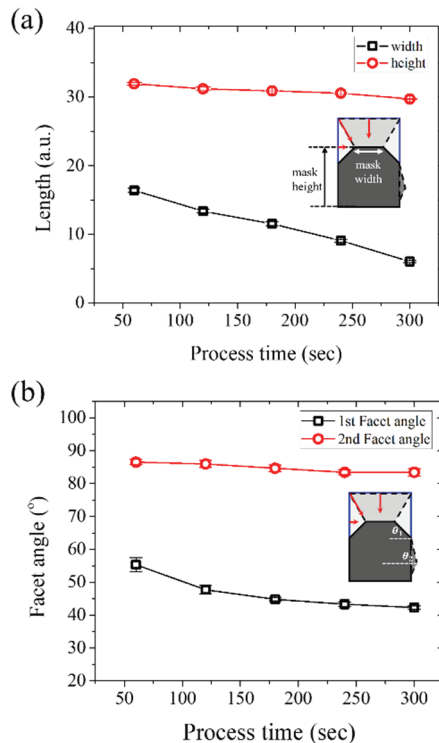 (a)
width
height
Length (a.u.)
40
30
20
10
0
mask
height
mask
width
50 100 150 200 250 300
Process time (sec)
(b)
1st Facet angle
2nd Facet angle
Facet angle (°)
100
90
80
70
60
50
40
30
20
θ1
θ2
50 100 150 200 250 300
Process time (sec)